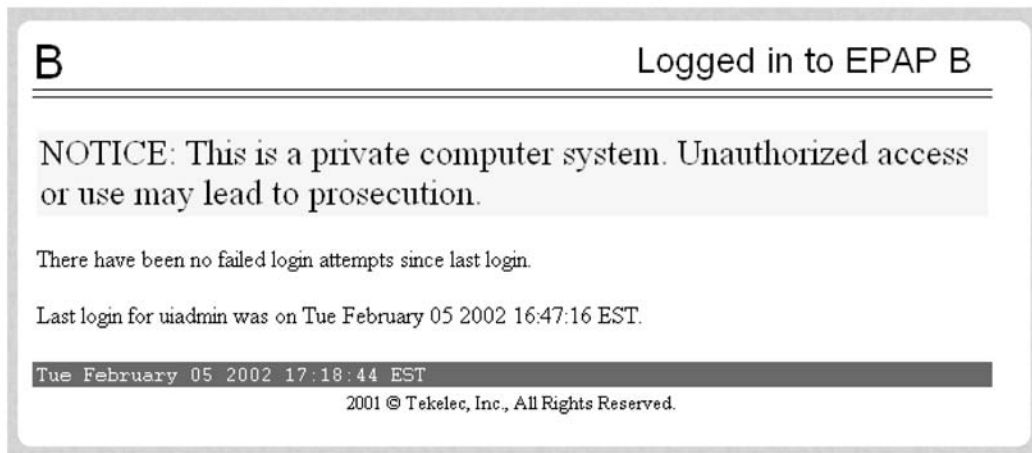 B
Logged in to EPAP B
NOTICE: This is a private computer system. Unauthorized access
or use may lead to prosecution.
There have been no failed login attempts since last login.
Last login for uiadmin was on Tue February 05 2002 16:47:16 EST.
Tue February 05 2002 17:18:44 EST
2001 © Tekelec, Inc., All Rights Reserved.